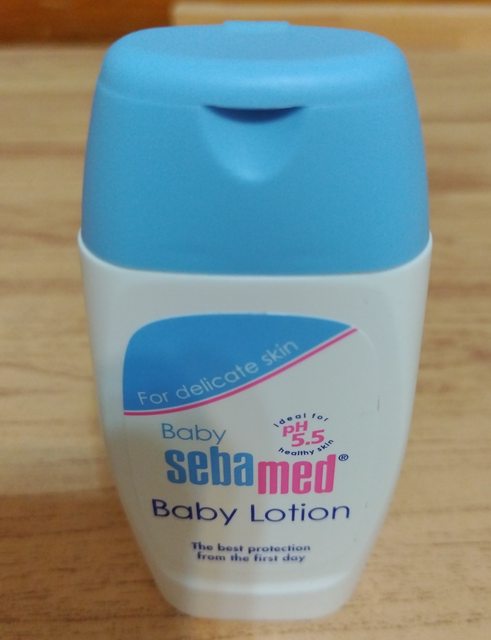 For delicate skin
Baby
ideal for
pH
5.5
healthy skin
sebamed®
Baby Lotion
The best protection
from the first day